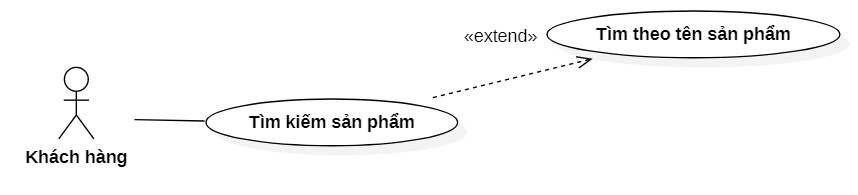 «extend»
Tìm theo tên sản phẩm
Tìm kiếm sản phẩm
Khách hàng